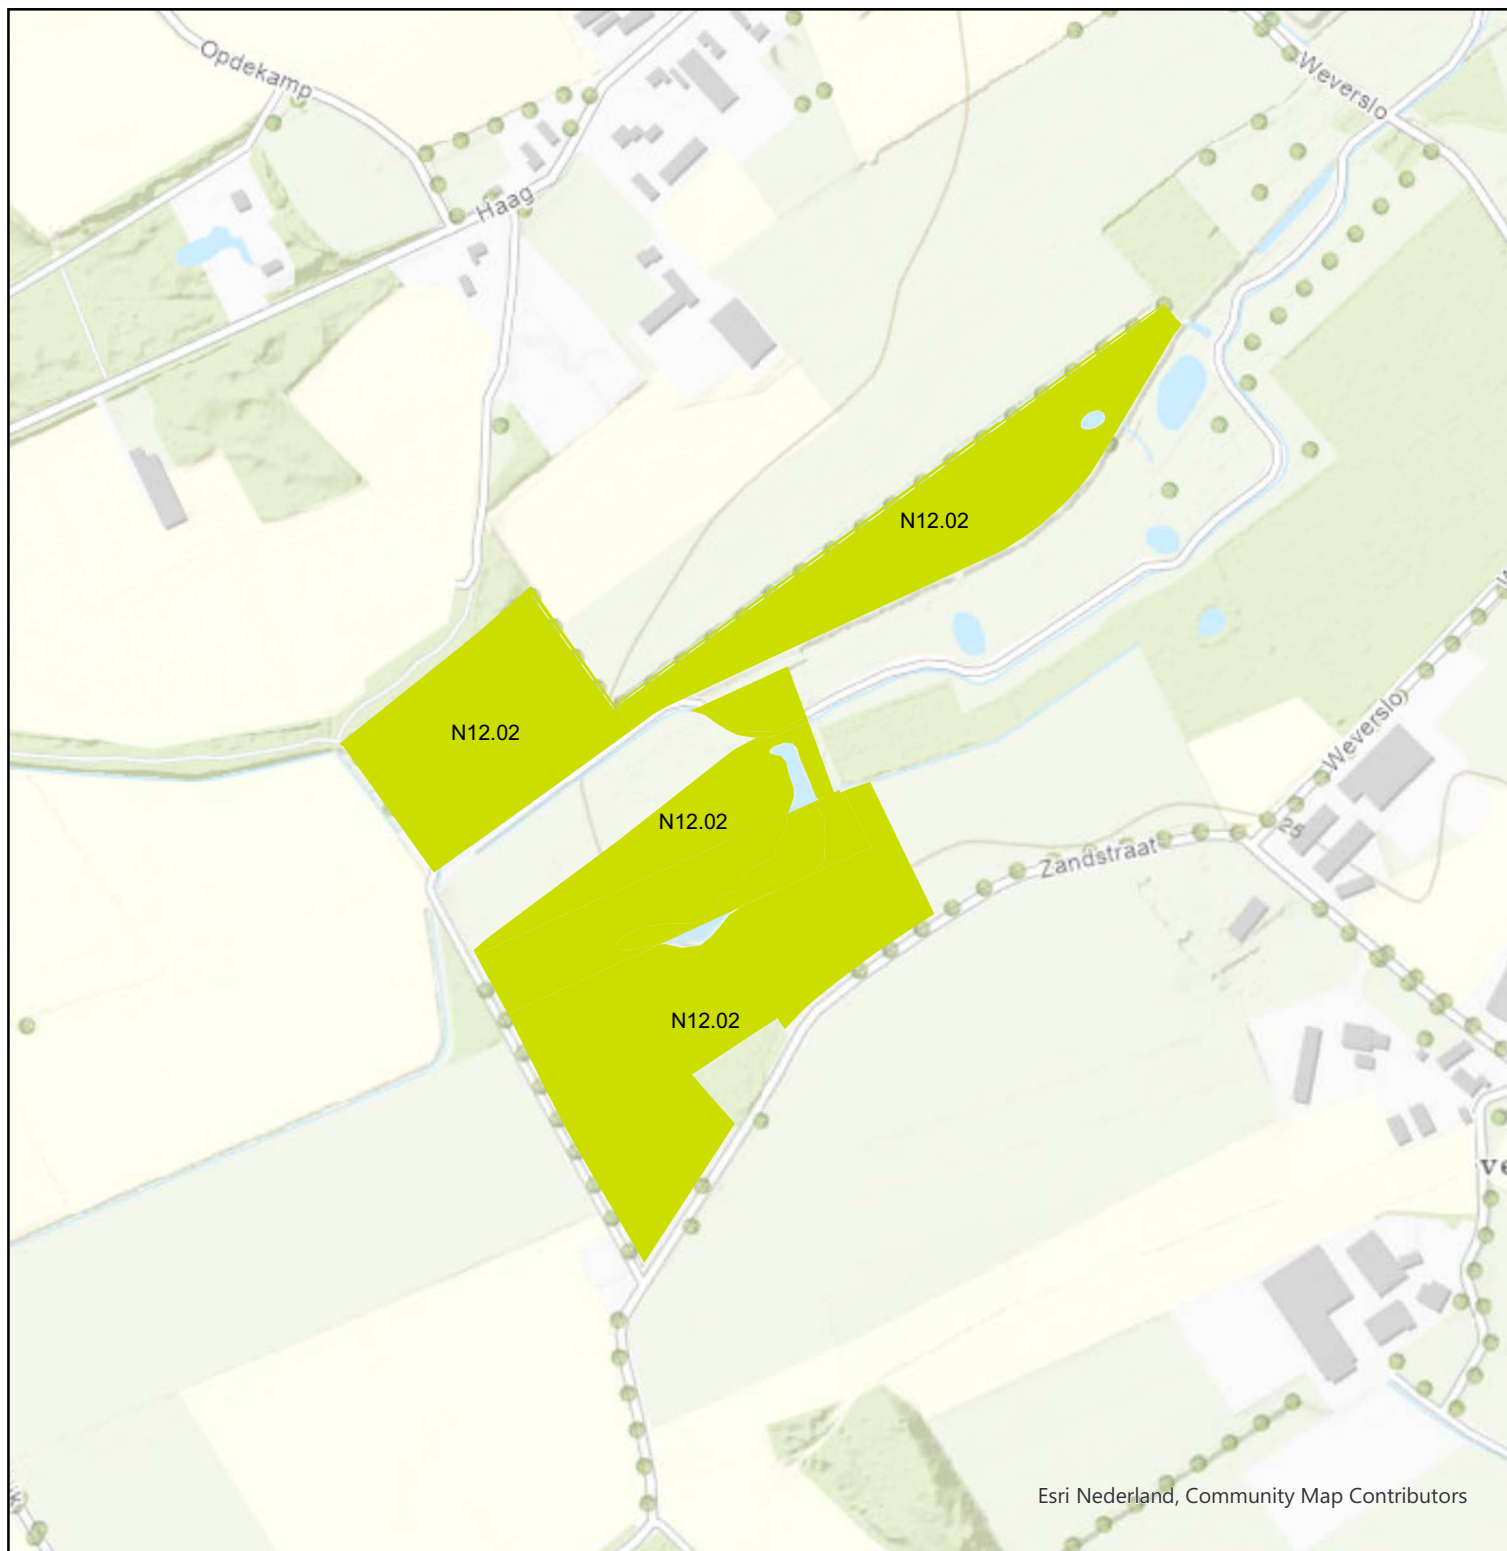 Opdekamp
Weverslo
Haag
N12.02
N12.02
Weverslo
N12.02
25
Zandstraat
N12.02
Esri Nederland, Community Map Contributors